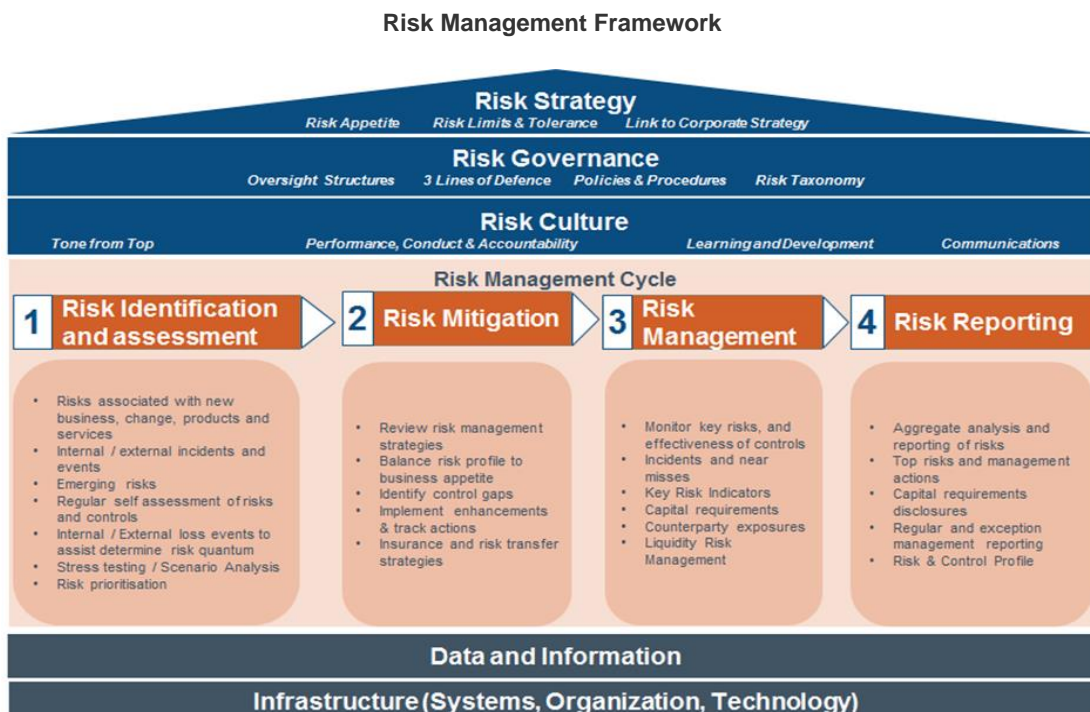 Risk Management Framework
Risk Strategy
Risk Appetite Risk Limits & Tolerance Link to Corporate Strategy
Risk Governance
Oversight Structures 3 Lines of Defence Policies & Procedures Risk Taxonomy
Risk Culture
Tone from Top Performance, Conduct & Accountability Learning and Development Communications
Risk Management Cycle
1 Risk Identification
and assessment
• Risks associated with new
business, change, products and
services
• Internal / external incidents and
events
• Emerging risks
• Regular self assessment of risks
and controls
• Internal / External loss events to
assist determine risk quantum
• Stress testing / Scenario Analysis
• Risk prioritisation
2 Risk Mitigation
• Review risk management
strategies
• Balance risk profile to
business appetite
• Identify control gaps
• Implement enhancements
& track actions
• Insurance and risk transfer
strategies
3 Risk
Management
• Monitor key risks, and
effectiveness of controls
• Incidents and near
misses
• Key Risk Indicators
• Capital requirements
• Counterparty exposures
• Liquidity Risk
Management
4 Risk Reporting
• Aggregate analysis and
reporting of risks
• Top risks and management
actions
• Capital requirements
disclosures
• Regular and exception
management reporting
• Risk & Control Profile
Data and Information
Infrastructure (Systems, Organization, Technology)